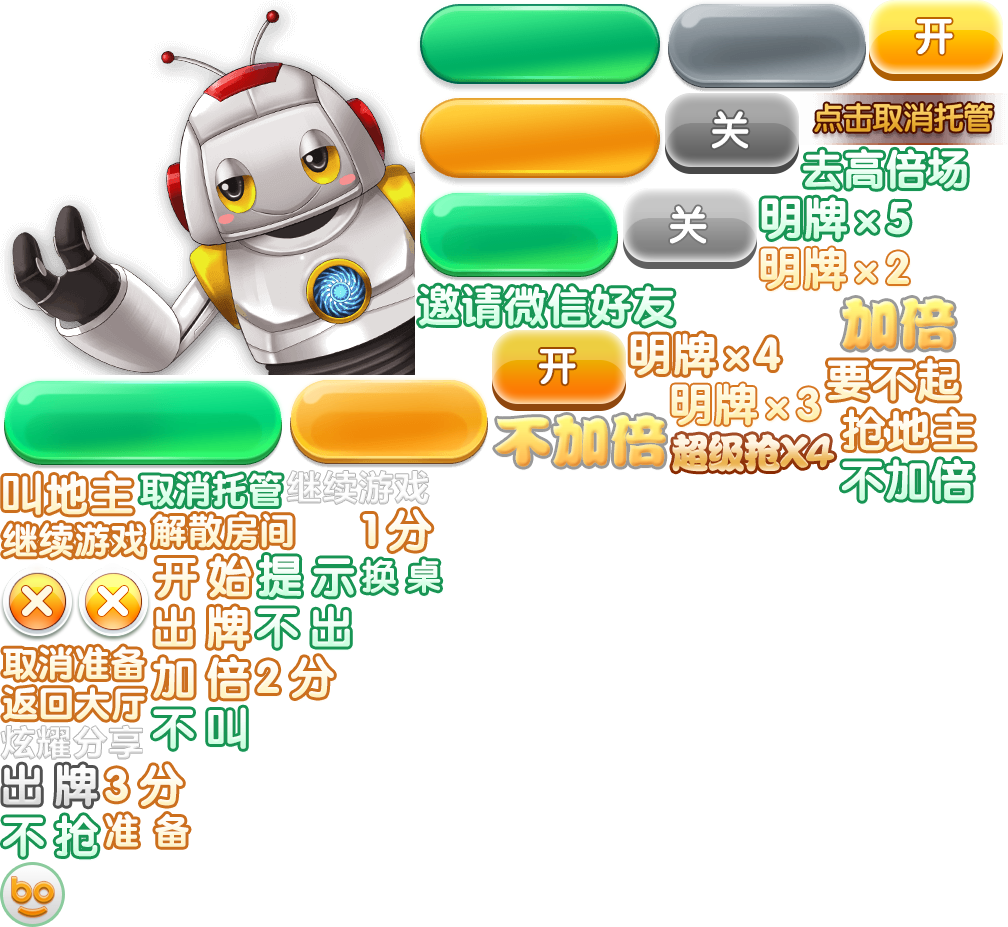 开
关
点击取消托管
去高倍场
关
明牌×5
明牌×2
邀请微信好友
加倍
开
明牌×4
要不起
明牌×3
抢地主
不加倍
超级抢X4
不加倍
叫地主
取消托管
继续游戏
继续游戏
解散房间
1分
开始
提示
换桌
出牌
不出
取消准备
加倍
2分
返回大厅
不叫
炫耀分享
出牌
3分
不抢
准备
bo